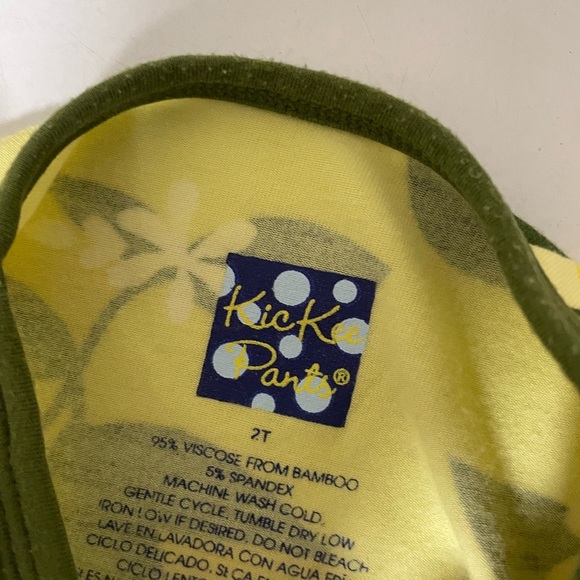 KicKee
Pants®
2T
95% VISCOSE FROM BAMBOO
5% SPANDEX
MACHINE WASH COLD,
GENTLE CYCLE, TUMBLE DRY LOW
IRON LOW IF DESIRED. DO NOT BLEACH
LAVE EN LAVADORA CON AGUA
CICLO DELICADO,
CICLO